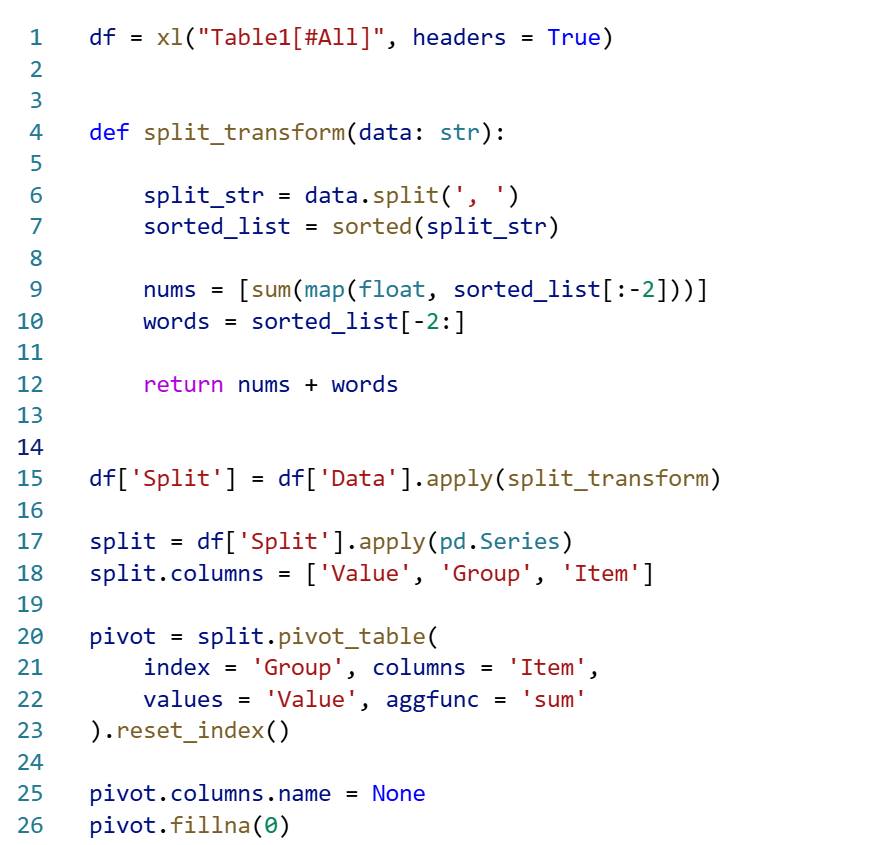 1 df = xl("Table1[#All]", headers = True)
2
3
4 def split_transform(data: str):
5
6     split_str = data.split(', ')
7     sorted_list = sorted(split_str)
8
9     nums = [sum(map(float, sorted_list[:-2]))]
10     words = sorted_list[-2:]
11
12     return nums + words
13
14
15 df['Split'] = df['Data'].apply(split_transform)
16
17 split = df['Split'].apply(pd.Series)
18 split.columns = ['Value', 'Group', 'Item']
19
20 pivot = split.pivot_table(
21     index = 'Group', columns = 'Item',
22     values = 'Value', aggfunc = 'sum'
23 ).reset_index()
24
25 pivot.columns.name = None
26 pivot.fillna(0)